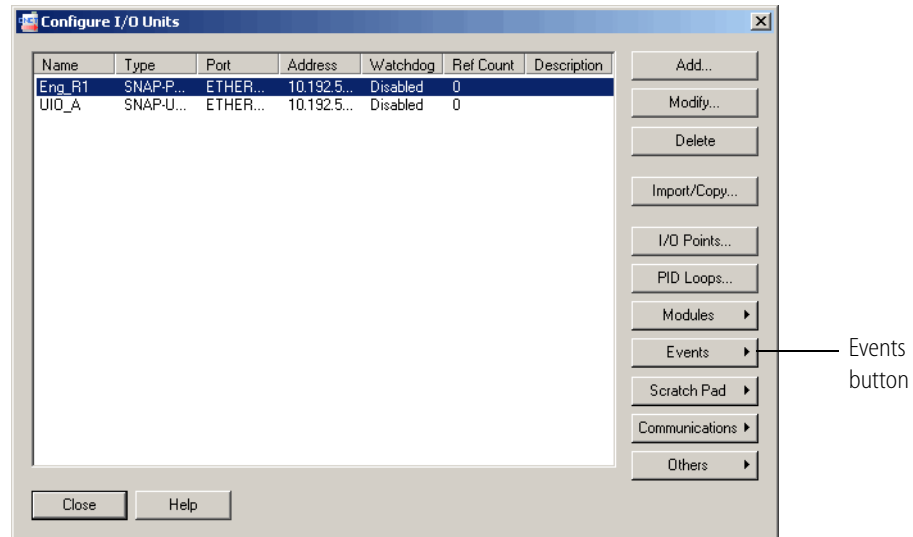 Configure I/O Units
Name Type Port Address Watchdog Ref Count Description
Eng_R1 SNAP-P... ETHER... 10.192.5... Disabled 0
UIO_A SNAP-U... ETHER... 10.192.5... Disabled 0
Add...
Modify...
Delete
Import/Copy...
I/O Points...
PID Loops...
Modules
Events
Scratch Pad
Communications
Others
Close Help
Events
button